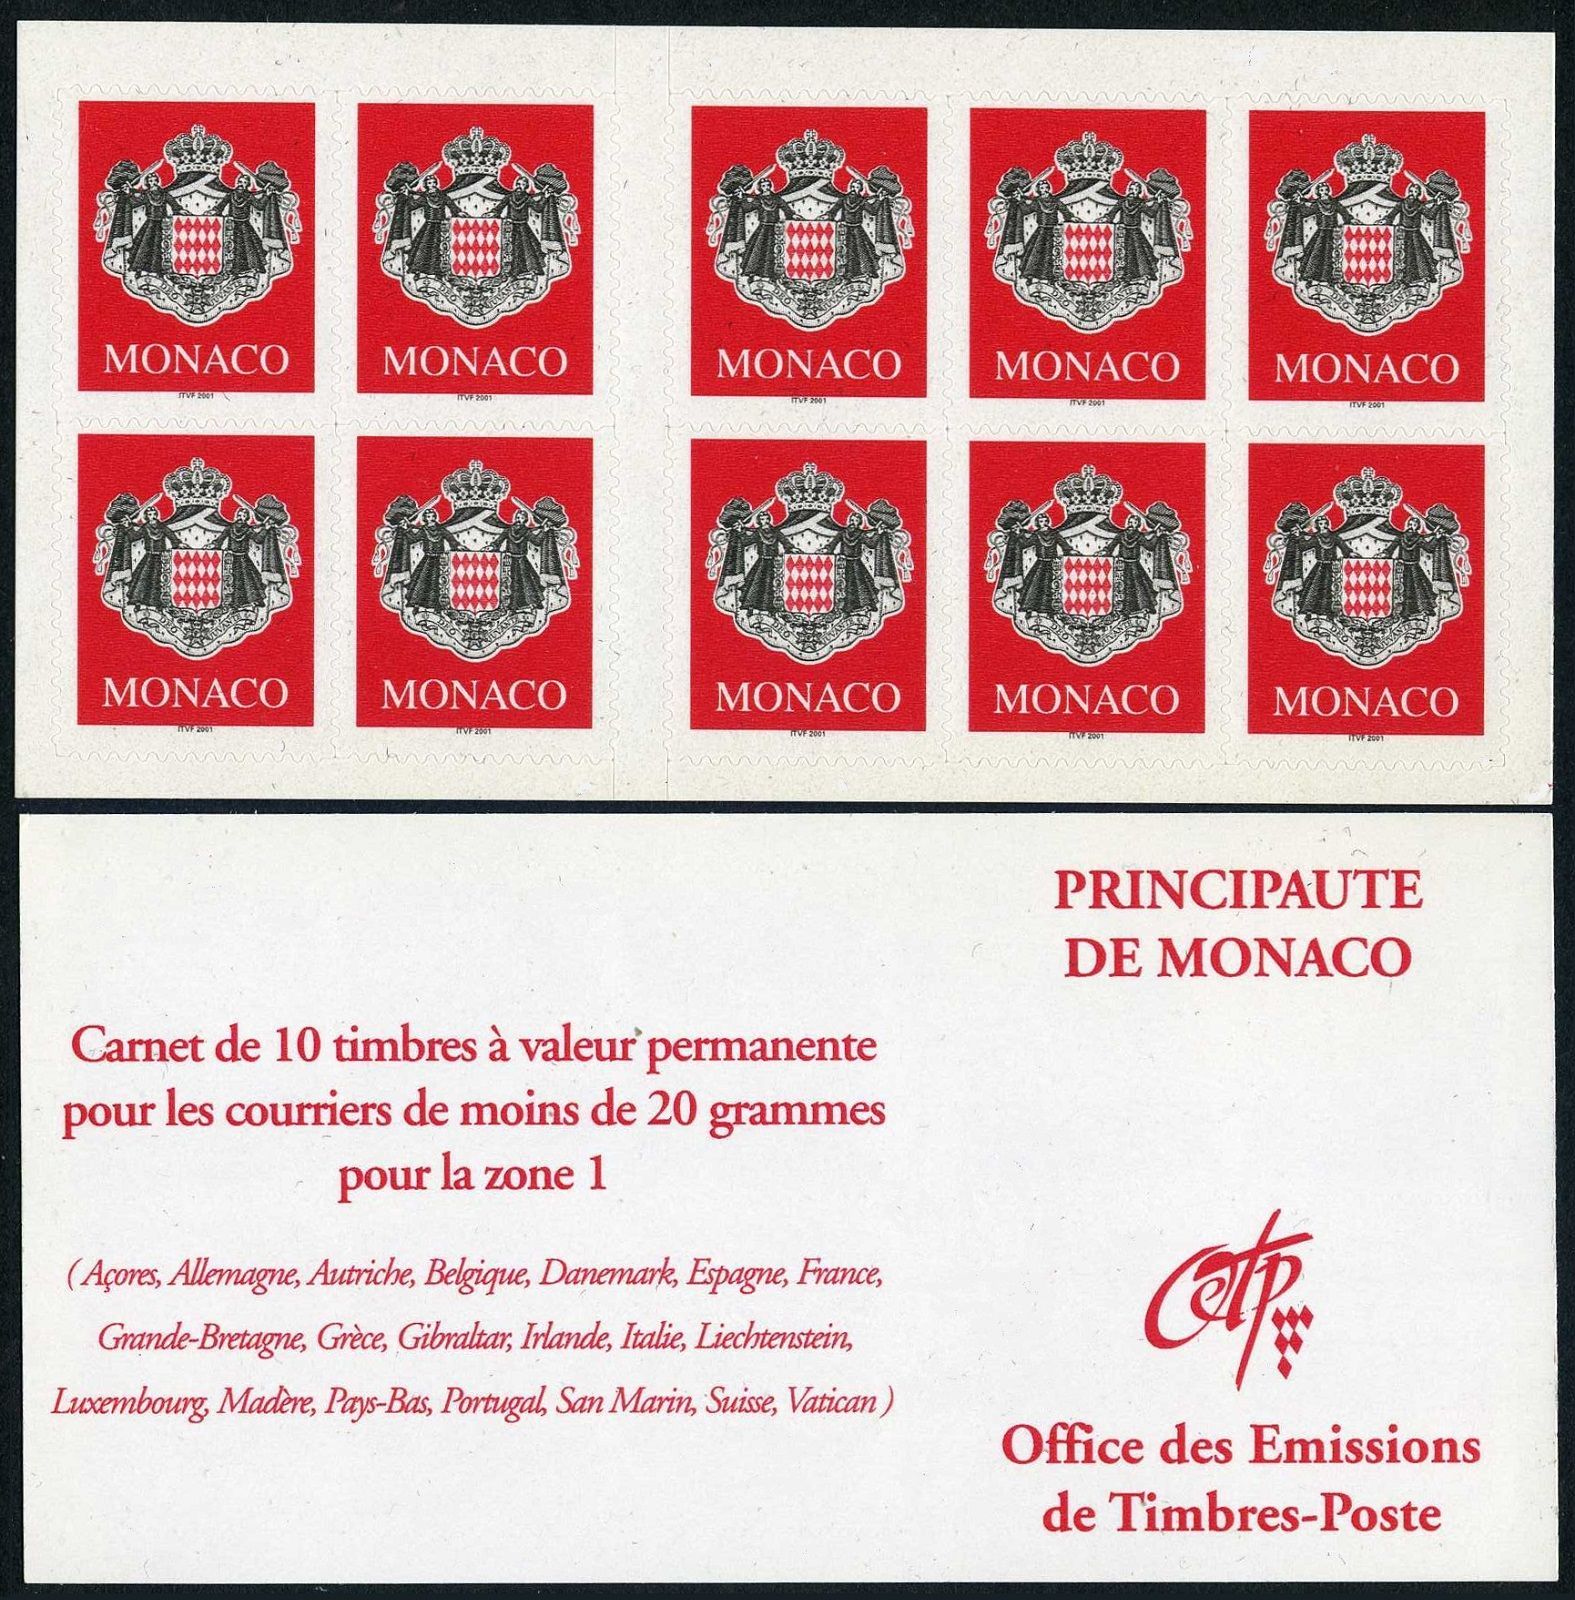 MONACO MONACO MONACO MONACO MONACO
ITVF 2001 ITVF 2001 ITVF 2001 ITVF 2001 ITVF 2001
MONACO MONACO MONACO MONACO MONACO
ITVF 2001 ITVF 2001 ITVF 2001 ITVF 2001 ITVF 2001
PRINCIPAUTE
DE MONACO
Carnet de 10 timbres à valeur permanente
pour les courriers de moins de 20 grammes
pour la zone 1
( Açores, Allemagne, Autriche, Belgique, Danemark, Espagne, France,
Grande-Bretagne, Grèce, Gibraltar, Irlande, Italie, Liechtenstein,
Luxembourg, Madère, Pays-Bas, Portugal, San Marin, Suisse, Vatican )
Office des Emissions
de Timbres-Poste